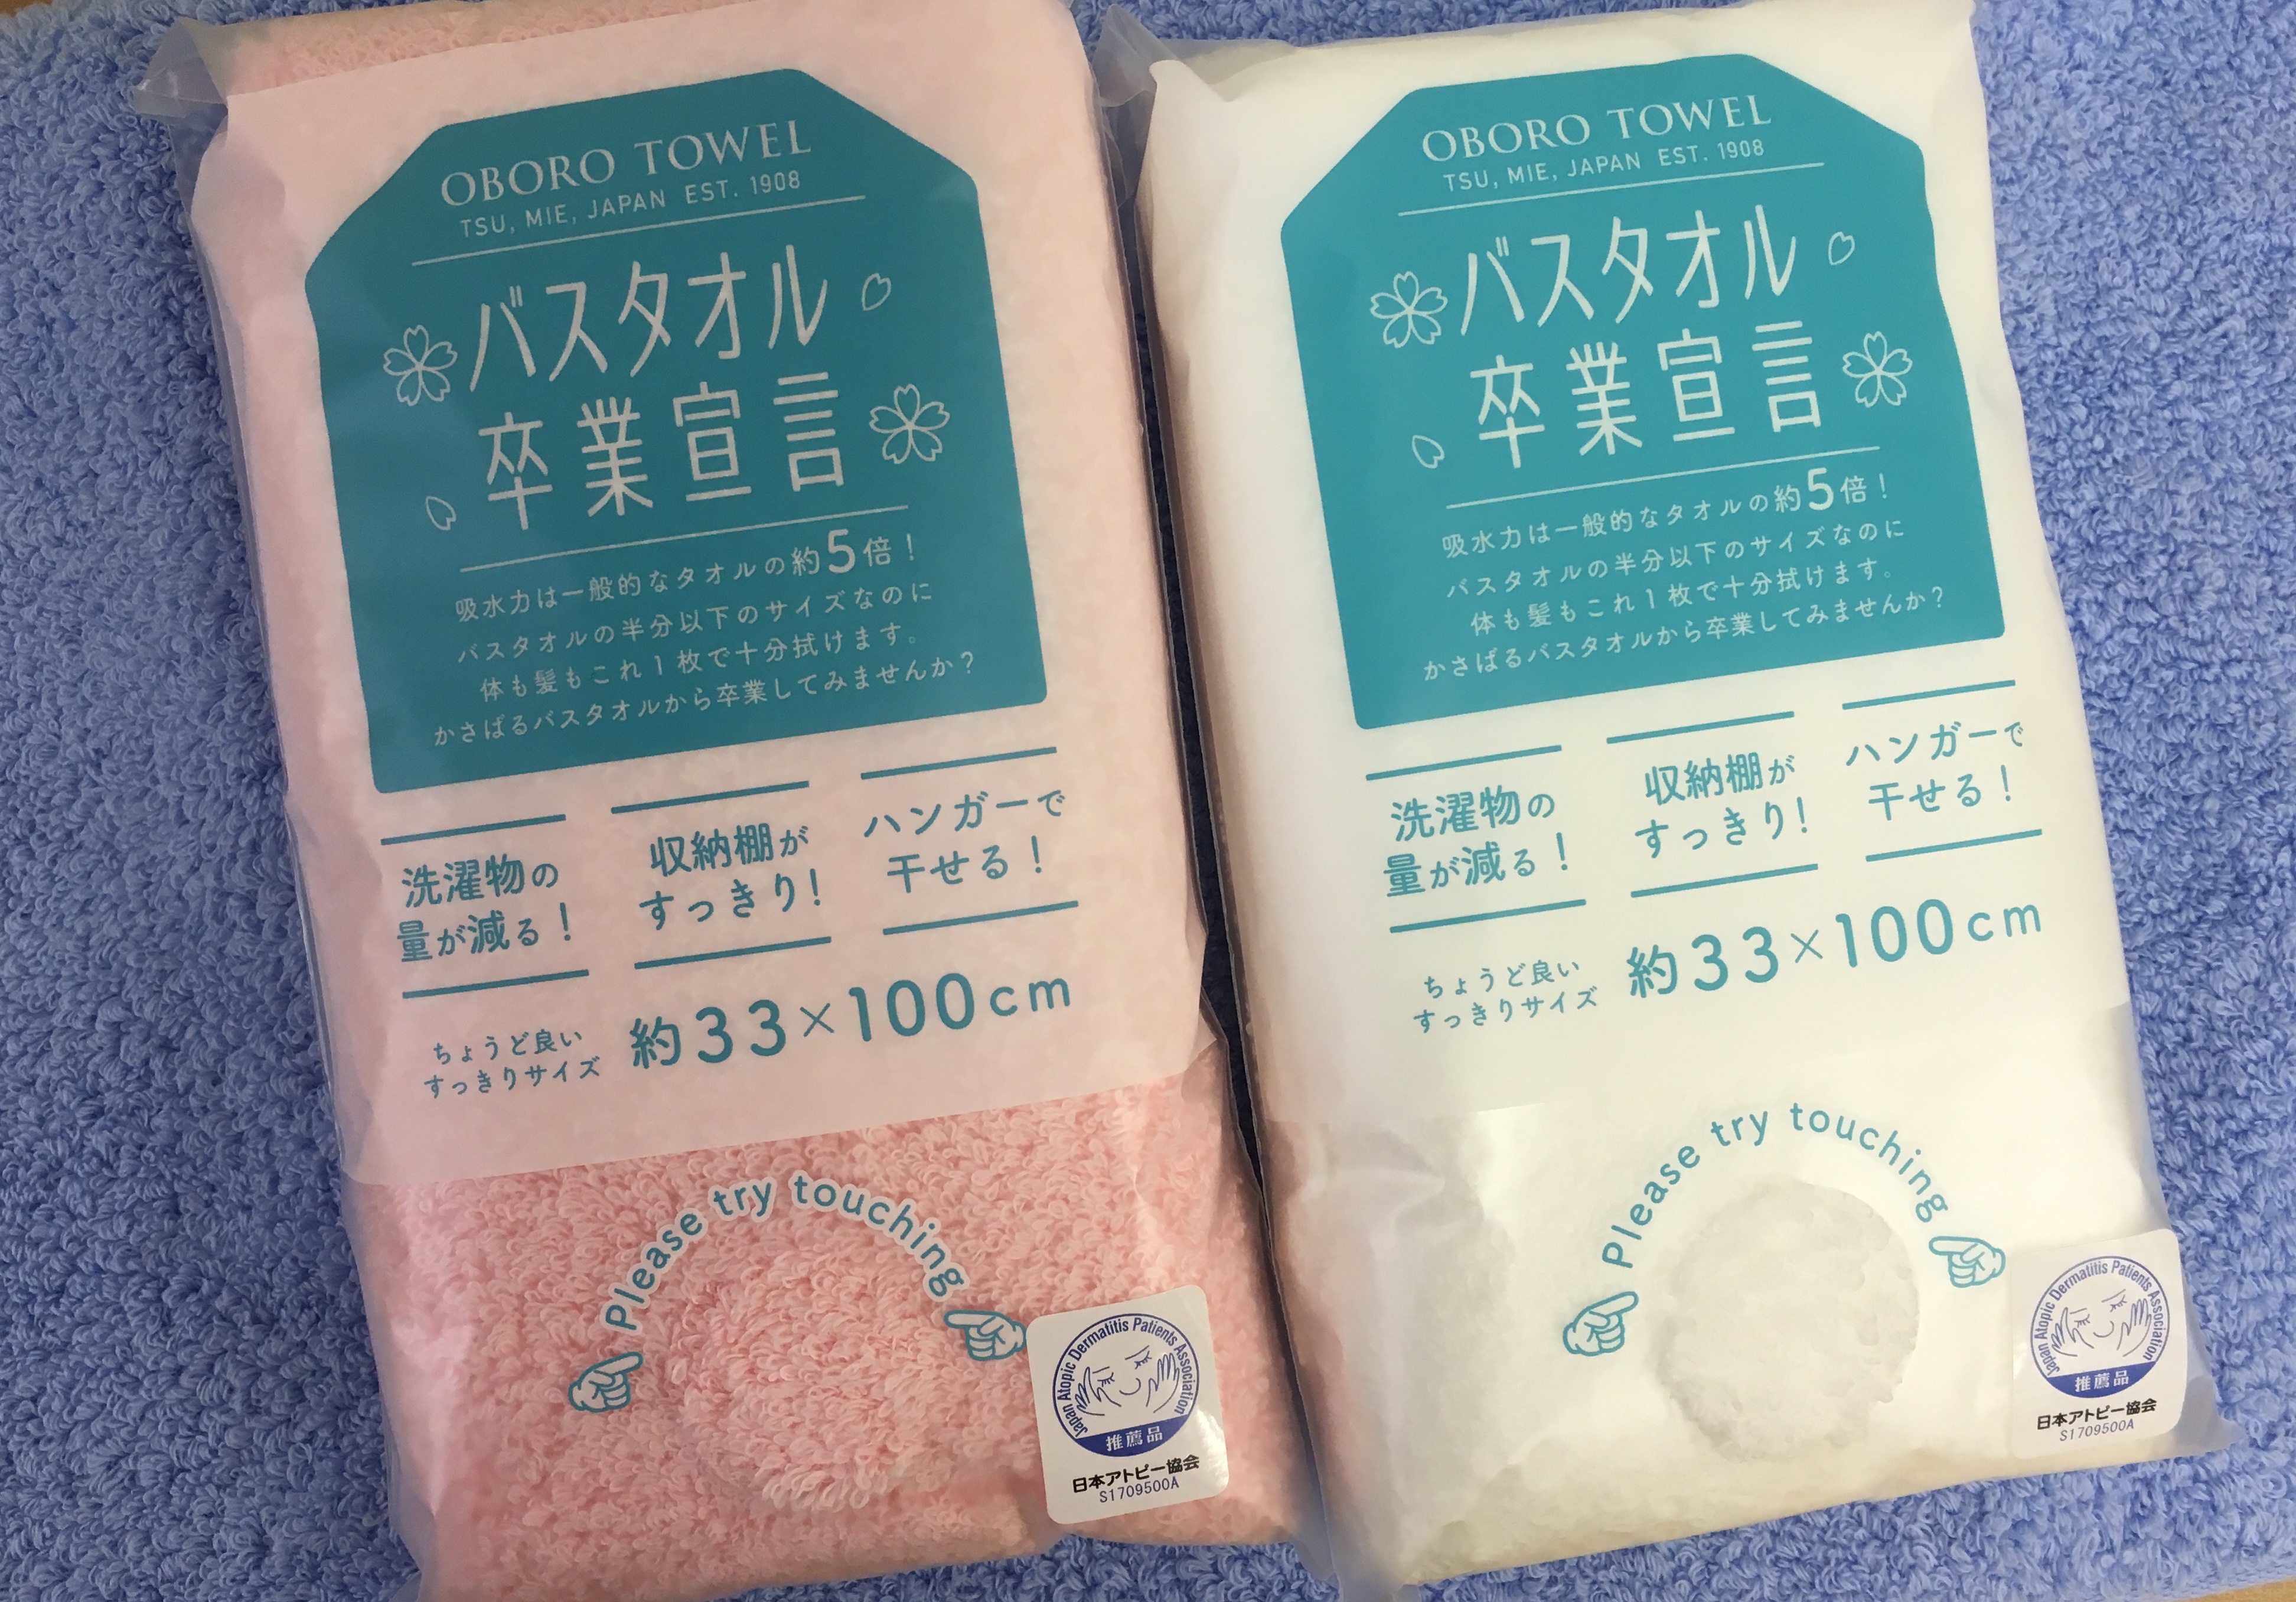 OBORO TOWEL
TSU, MIE, JAPAN EST. 1908
バスタオル
卒業宣言
吸水力は一般的なタオルの約5倍！
バスタオルの半分以下のサイズなのに
体も髪もこれ1枚で十分拭けます。
かさばるバスタオルから卒業してみませんか？
洗濯物の
量が減る！
収納棚が
すっきり！
ハンガーで
干せる！
ちょうど良い
すっきりサイズ
約33×100cm
Please try touching
Japan Atopic Dermatitis Patients Association
推薦品
日本アトピー協会
S1709500A
OBORO TOWEL
TSU, MIE, JAPAN EST. 1908
バスタオル
卒業宣言
吸水力は一般的なタオルの約5倍！
バスタオルの半分以下のサイズなのに
体も髪もこれ1枚で十分拭けます。
かさばるバスタオルから卒業してみませんか？
洗濯物の
量が減る！
収納棚が
すっきり！
ハンガーで
干せる！
ちょうど良い
すっきりサイズ
約33×100cm
Please try touching
Japan Atopic Dermatitis Patients Association
推薦品
日本アトピー協会
S1709500A